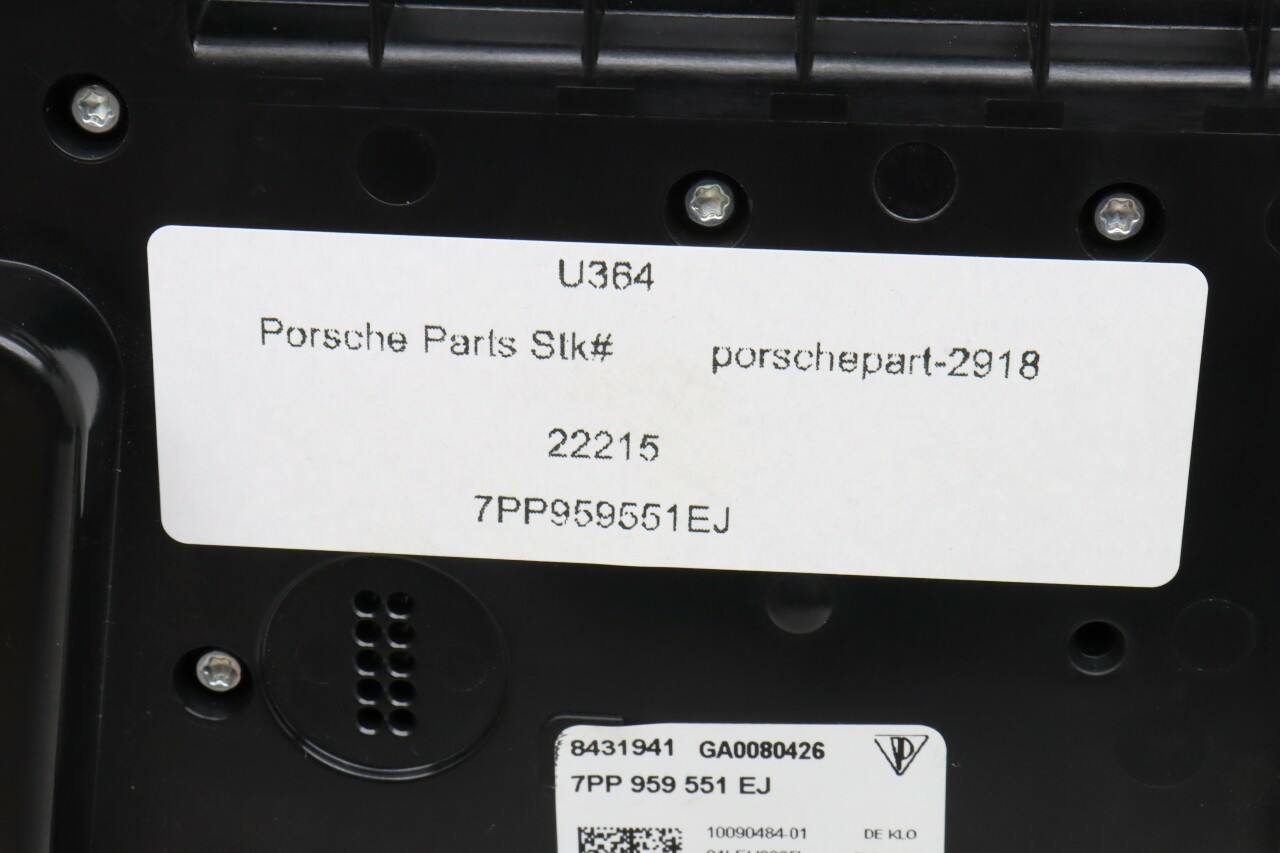 U364
Porsche Parts Stk# porschepart-2918
22215
7PP959551EJ
8431941 GA0080426
7PP 959 551 EJ
10090484-01 DE KLO